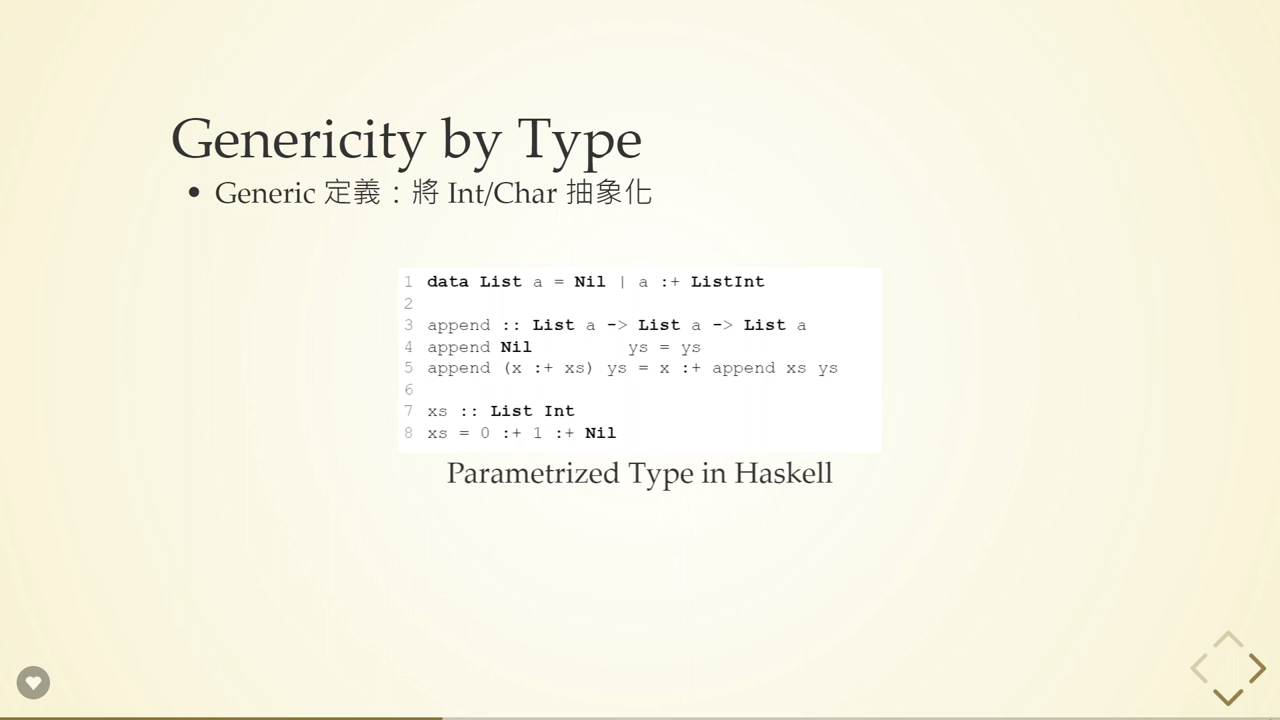 Genericity by Type
• Generic 定義：將 Int/Char 抽象化
1 data List a = Nil | a :+ ListInt
2
3 append :: List a -> List a -> List a
4 append Nil         ys = ys
5 append (x :+ xs) ys = x :+ append xs ys
6
7 xs :: List Int
8 xs = 0 :+ 1 :+ Nil
Parametrized Type in Haskell